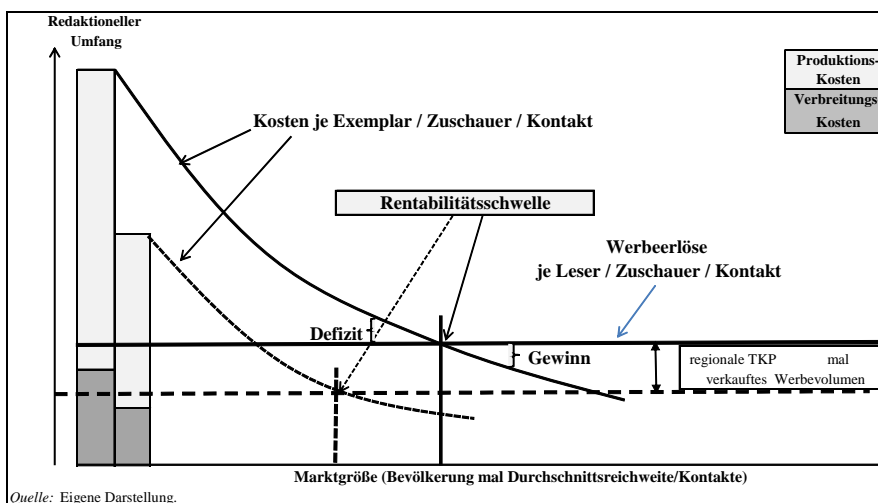 Redaktioneller
Umfang
Produktions-
Kosten
Verbreitungs
Kosten
Kosten je Exemplar / Zuschauer / Kontakt
Rentabilitätsschwelle
Werbeerlöse
je Leser / Zuschauer / Kontakt
Defizit
Gewinn
regionale TKP mal
verkauftes Werbevolumen
Marktgröße (Bevölkerung mal Durchschnittsreichweite/Kontakte)
Quelle: Eigene Darstellung.